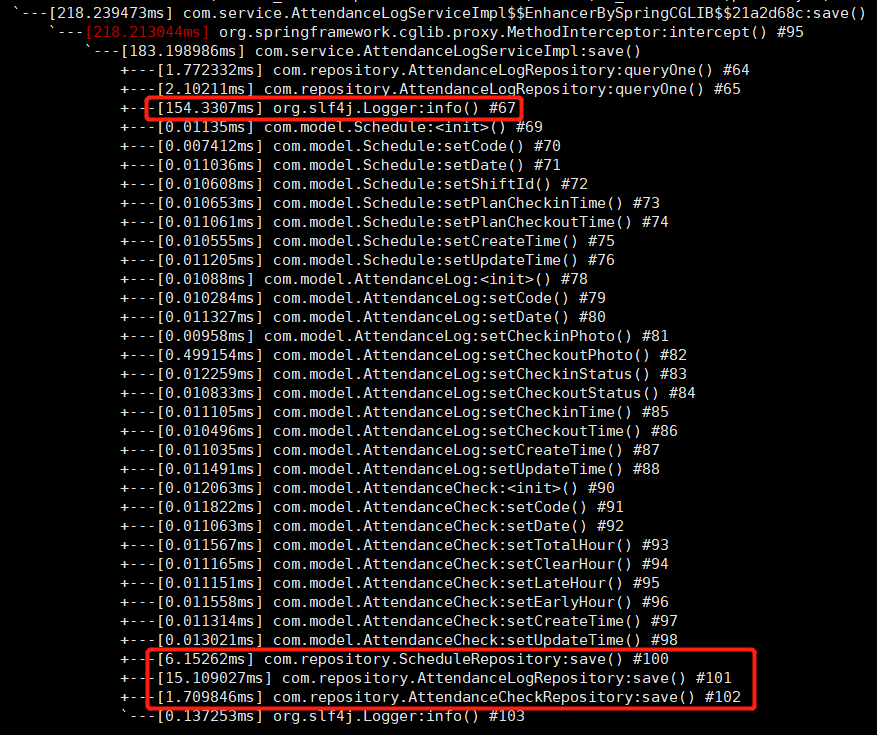 `---[218.239473ms] com.service.AttendanceLogServiceImpl$$EnhancerBySpringCGLIB$$21a2d68c:save()
`---[218.213044ms] org.springframework.cglib.proxy.MethodInterceptor:intercept() #95
`---[183.198986ms] com.service.AttendanceLogServiceImpl:save()
+---[1.772332ms] com.repository.AttendanceLogRepository:queryOne() #64
+---[2.10211ms] com.repository.AttendanceLogRepository:queryOne() #65
+---[154.3307ms] org.slf4j.Logger:info() #67
+---[0.01135ms] com.model.Schedule:<init>() #69
+---[0.007412ms] com.model.Schedule:setCode() #70
+---[0.011036ms] com.model.Schedule:setDate() #71
+---[0.010608ms] com.model.Schedule:setShiftId() #72
+---[0.010653ms] com.model.Schedule:setPlanCheckinTime() #73
+---[0.011061ms] com.model.Schedule:setPlanCheckoutTime() #74
+---[0.010555ms] com.model.Schedule:setCreateTime() #75
+---[0.011205ms] com.model.Schedule:setUpdateTime() #76
+---[0.01088ms] com.model.AttendanceLog:<init>() #78
+---[0.010284ms] com.model.AttendanceLog:setCode() #79
+---[0.011327ms] com.model.AttendanceLog:setDate() #80
+---[0.00958ms] com.model.AttendanceLog:setCheckinPhoto() #81
+---[0.499154ms] com.model.AttendanceLog:setCheckoutPhoto() #82
+---[0.012259ms] com.model.AttendanceLog:setCheckinStatus() #83
+---[0.010833ms] com.model.AttendanceLog:setCheckoutStatus() #84
+---[0.011105ms] com.model.AttendanceLog:setCheckinTime() #85
+---[0.010496ms] com.model.AttendanceLog:setCheckoutTime() #86
+---[0.011035ms] com.model.AttendanceLog:setCreateTime() #87
+---[0.011491ms] com.model.AttendanceLog:setUpdateTime() #88
+---[0.012063ms] com.model.AttendanceCheck:<init>() #90
+---[0.011822ms] com.model.AttendanceCheck:setCode() #91
+---[0.011063ms] com.model.AttendanceCheck:setDate() #92
+---[0.011567ms] com.model.AttendanceCheck:setTotalHour() #93
+---[0.011165ms] com.model.AttendanceCheck:setClearHour() #94
+---[0.011151ms] com.model.AttendanceCheck:setLateHour() #95
+---[0.011558ms] com.model.AttendanceCheck:setEarlyHour() #96
+---[0.011314ms] com.model.AttendanceCheck:setCreateTime() #97
+---[0.013021ms] com.model.AttendanceCheck:setUpdateTime() #98
+---[6.15262ms] com.repository.ScheduleRepository:save() #100
+---[15.109027ms] com.repository.AttendanceLogRepository:save() #101
+---[1.709846ms] com.repository.AttendanceCheckRepository:save() #102
`---[0.137253ms] org.slf4j.Logger:info() #103